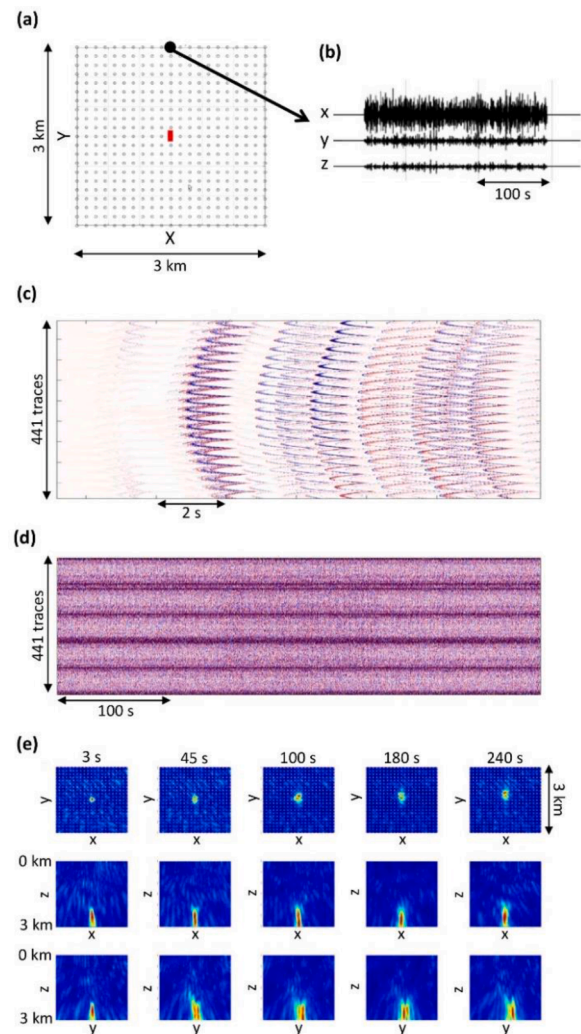 (a)
3 km
Y
X
3 km
(b)
x
y
z
100 s
(c)
441 traces
2 s
(d)
441 traces
100 s
(e)
3 s 45 s 100 s 180 s 240 s
y y y y y 3 km
x x x x x
0 km
z z z z z
3 km
x x x x x
0 km
z z z z z
3 km
y y y y y